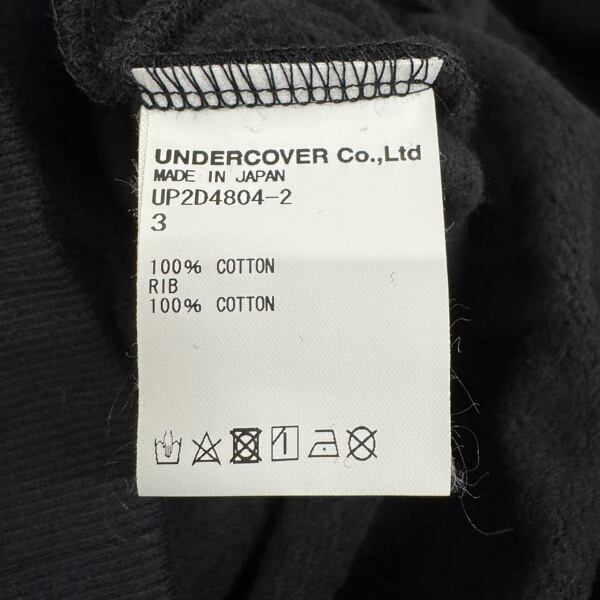 UNDERCOVER Co.,Ltd
MADE IN JAPAN
UP2D4804-2
3
100% COTTON
RIB
100% COTTON